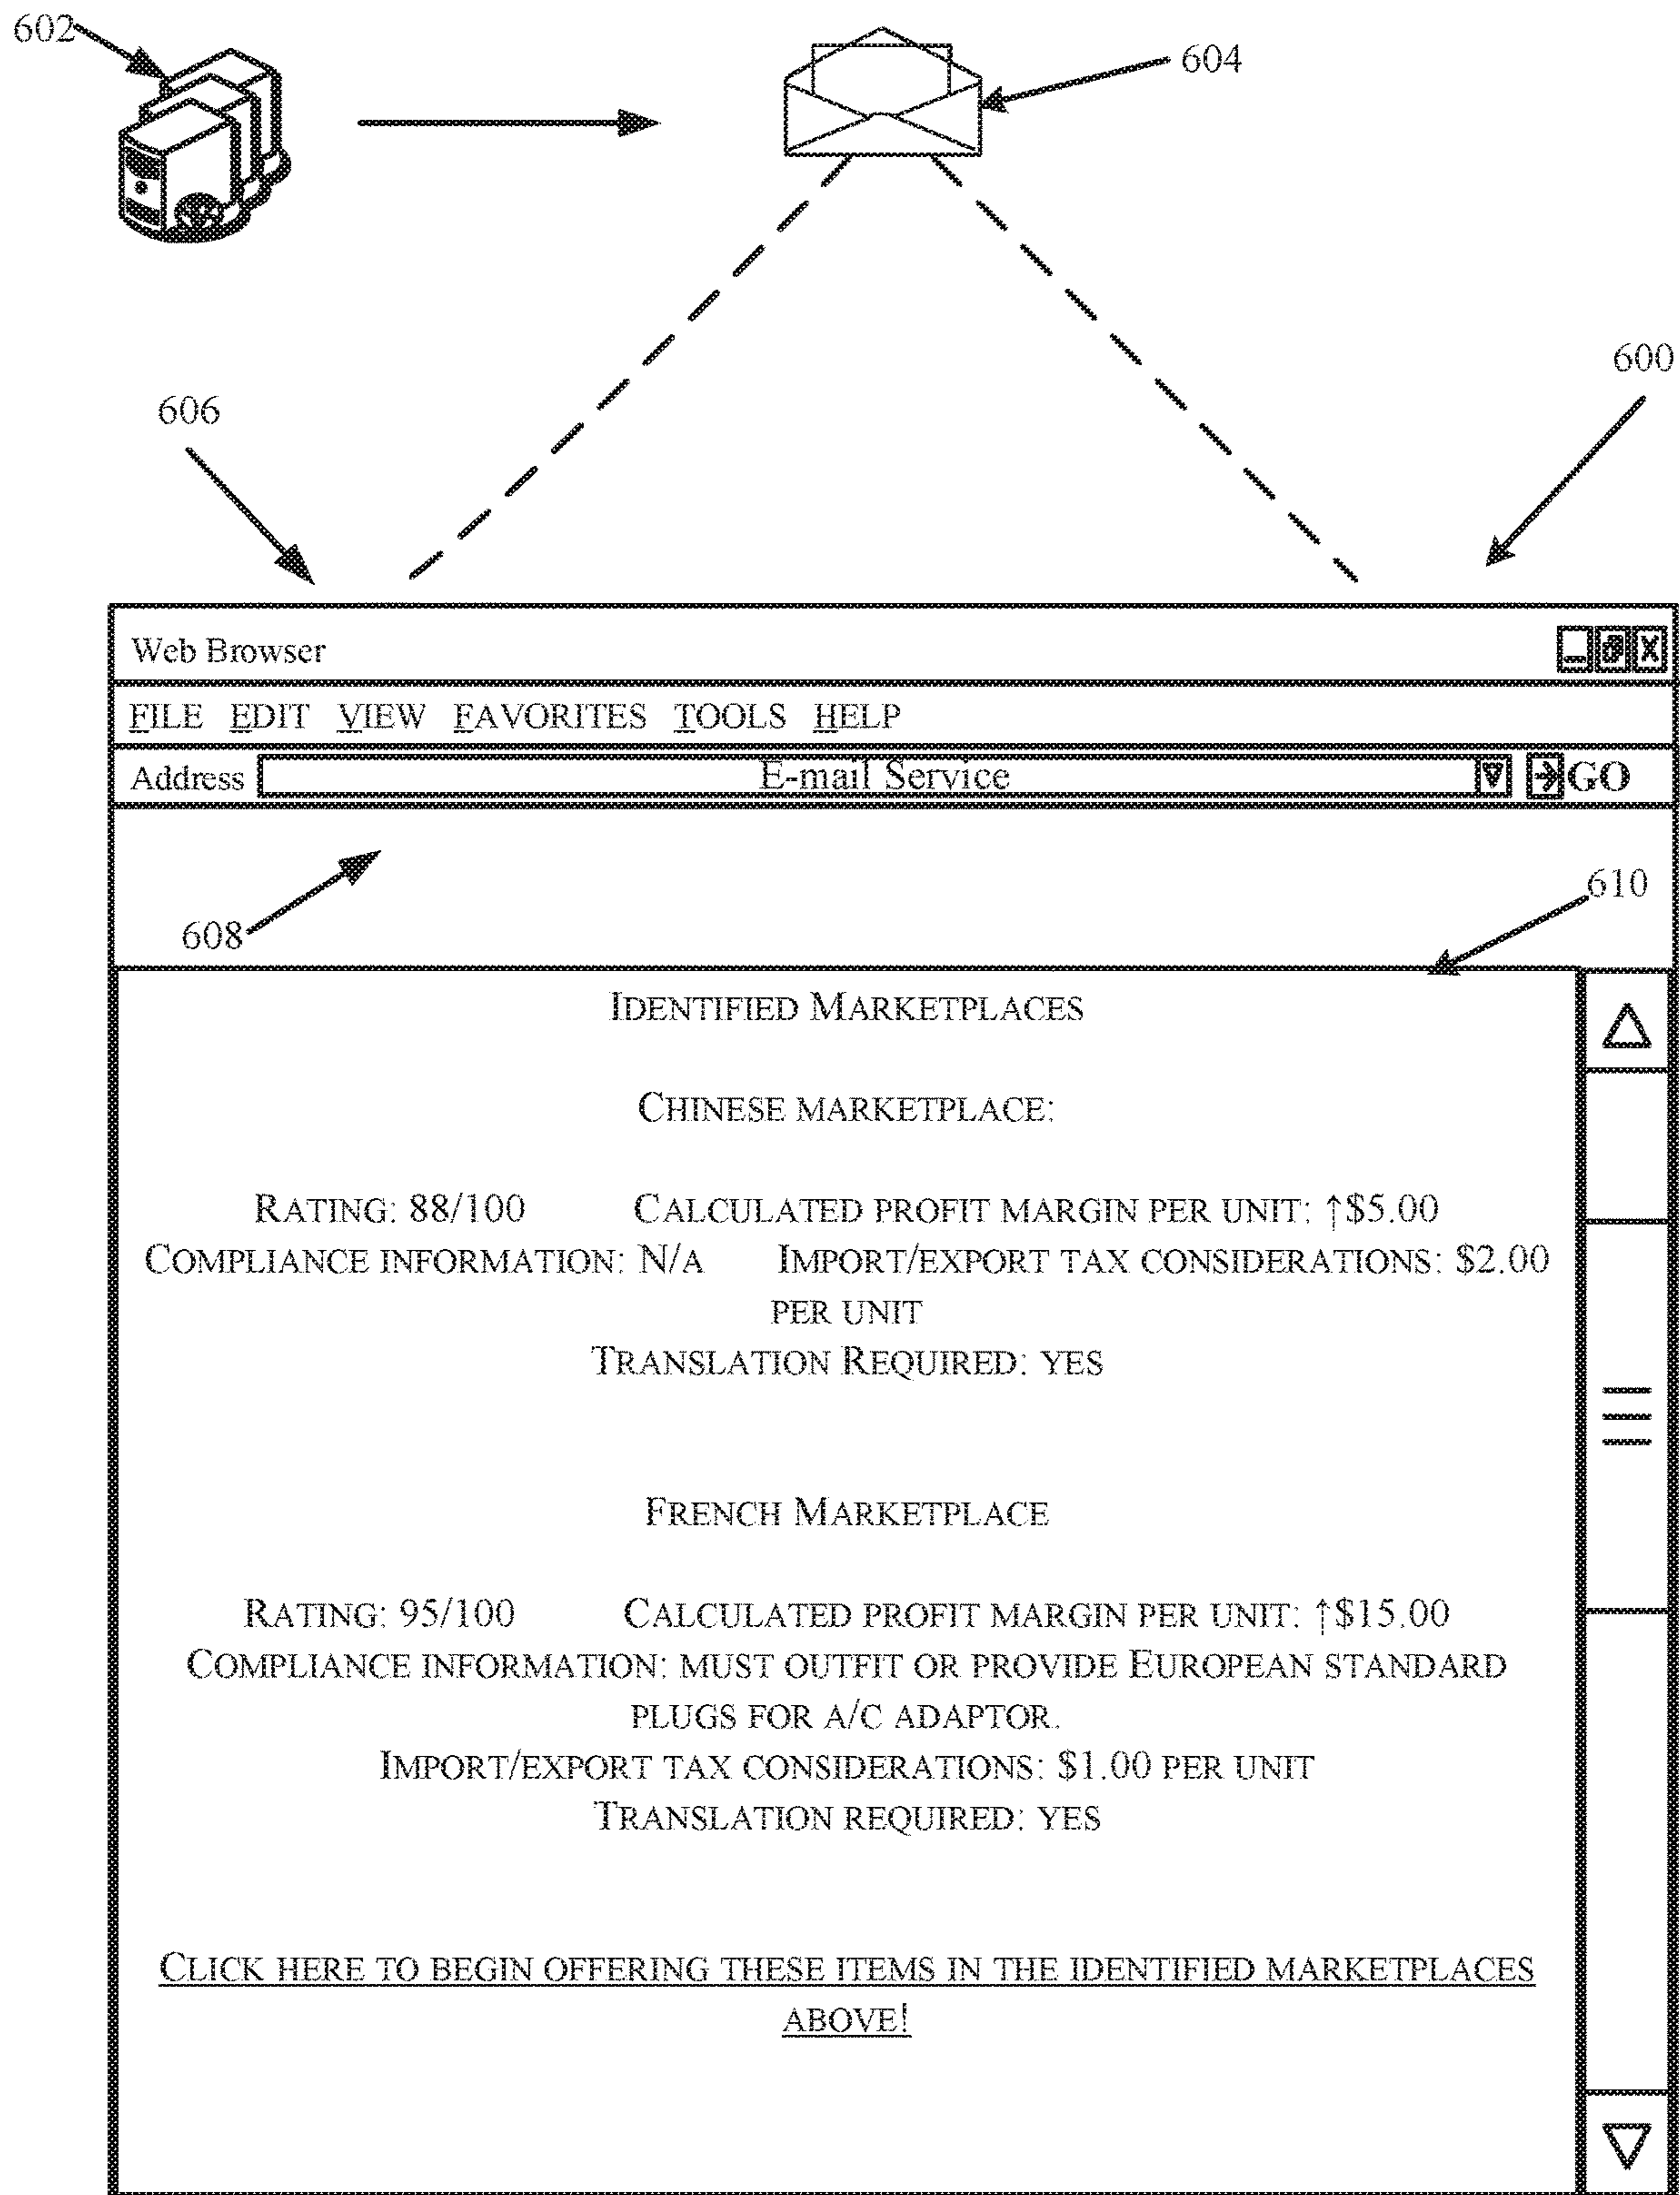 602
604
600
606
Web Browser
FILE EDIT VIEW FAVORITES TOOLS HELP
Address E-mail Service GO
608
610
IDENTIFIED MARKETPLACES
CHINESE MARKETPLACE:
RATING: 88/100 CALCULATED PROFIT MARGIN PER UNIT: ↑$5.00
COMPLIANCE INFORMATION: N/A IMPORT/EXPORT TAX CONSIDERATIONS: $2.00
PER UNIT
TRANSLATION REQUIRED: YES
FRENCH MARKETPLACE
RATING: 95/100 CALCULATED PROFIT MARGIN PER UNIT: ↑$15.00
COMPLIANCE INFORMATION: MUST OUTFIT OR PROVIDE EUROPEAN STANDARD
PLUGS FOR A/C ADAPTOR.
IMPORT/EXPORT TAX CONSIDERATIONS: $1.00 PER UNIT
TRANSLATION REQUIRED: YES
CLICK HERE TO BEGIN OFFERING THESE ITEMS IN THE IDENTIFIED MARKETPLACES
ABOVE!